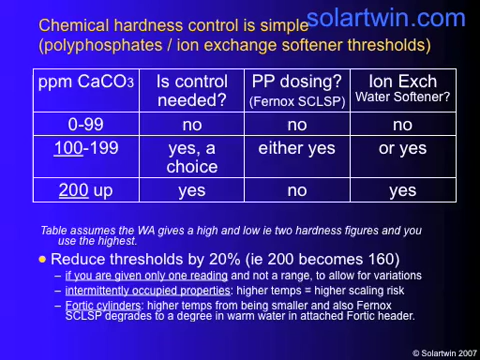 Chemical hardness control is simple
solartwin.com
(polyphosphates / ion exchange softener thresholds)
ppm CaCO3 Is control needed? PP dosing? (Fernox SCLSP) Ion Exch Water Softener?
0-99 no no no
100-199 yes, a choice either yes or yes
200 up yes no yes
Table assumes the WA gives a high and low ie two hardness figures and you
use the highest.
● Reduce thresholds by 20% (ie 200 becomes 160)
– if you are given only one reading and not a range, to allow for variations
– intermittently occupied properties: higher temps = higher scaling risk
– Fortic cylinders: higher temps from being smaller and also Fernox
SCLSP degrades to a degree in warm water in attached Fortic header.
© Solartwin 2007